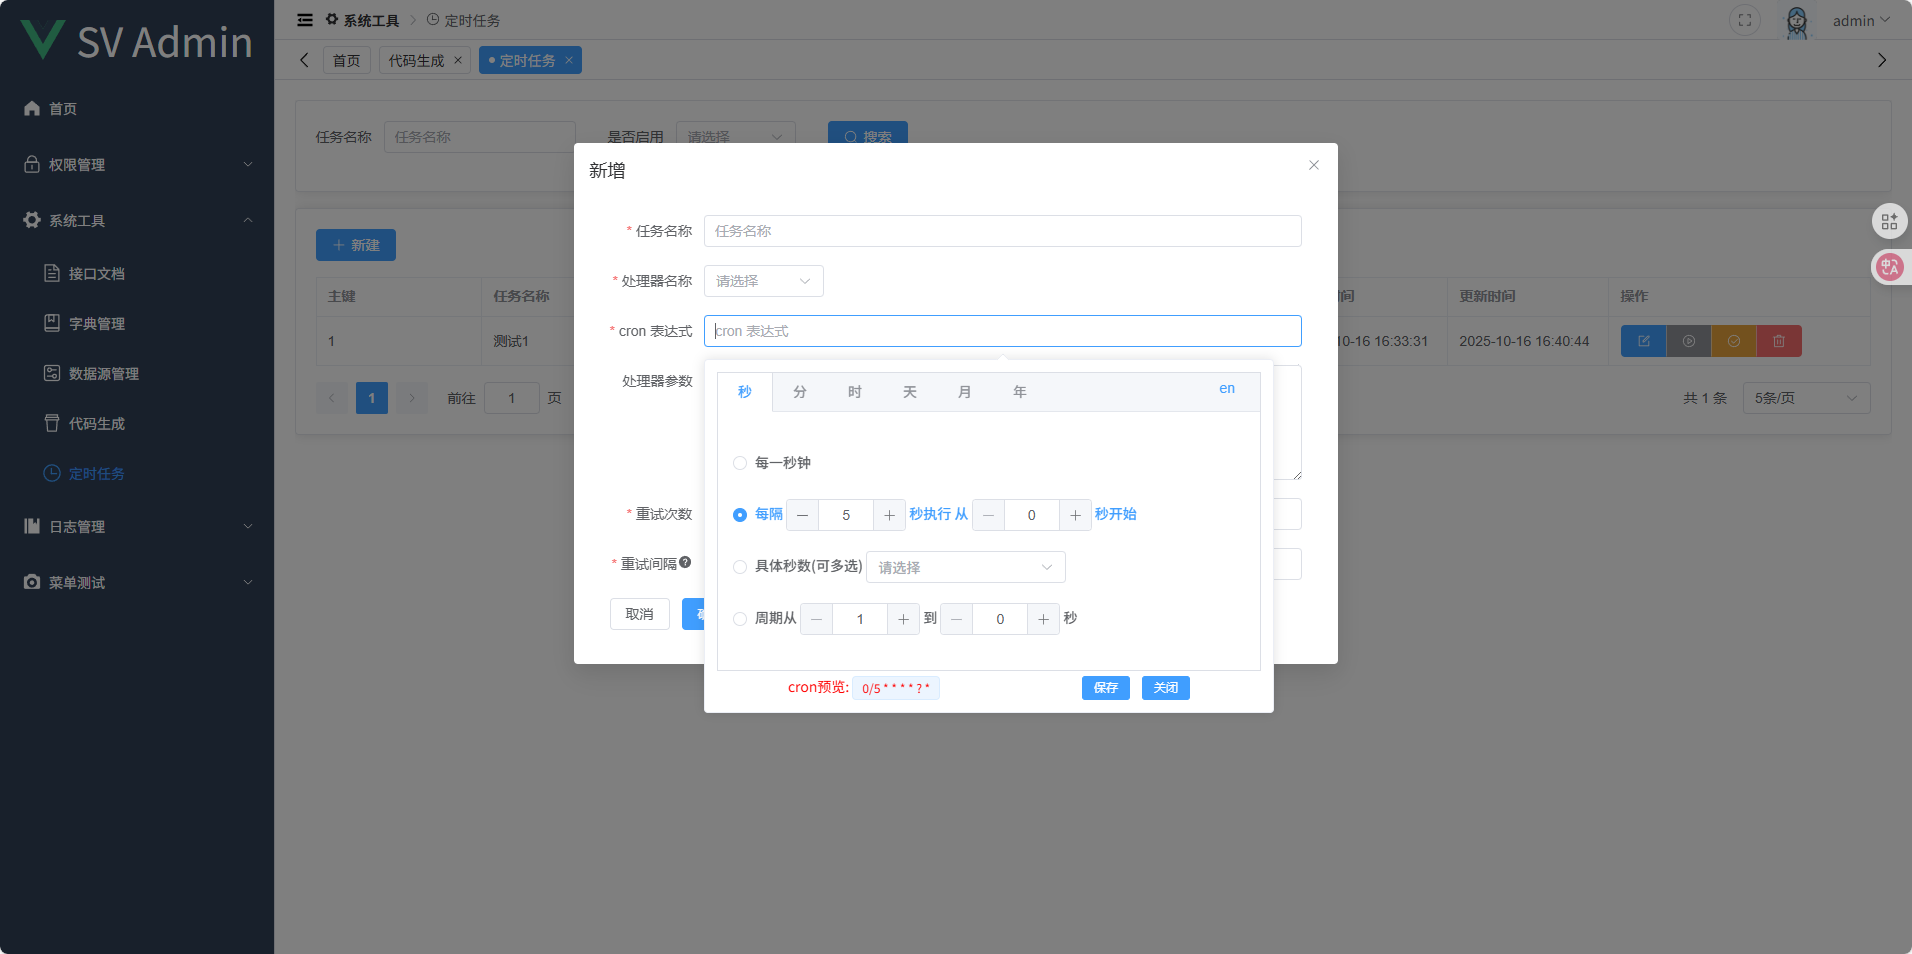 SV Admin
首页
权限管理
系统工具
接口文档
字典管理
数据源管理
代码生成
定时任务
日志管理
菜单测试
系统工具 定时任务
admin
首页 代码生成 定时任务
任务名称 任务名称 是否启用 请选择 搜索
新建
主键 任务名称 时间 更新时间 操作
1 测试1 10-16 16:33:31 2025-10-16 16:40:44
1 前往 1 页 共 1 条 5条/页
新增
* 任务名称 任务名称
* 处理器名称 请选择
* cron 表达式 cron 表达式
处理器参数
* 重试次数
* 重试间隔
取消
秒 分 时 天 月 年 en
每一秒钟
每隔 5 秒执行 从 0 秒开始
具体秒数(可多选) 请选择
周期从 1 到 0 秒
cron预览: 0/5 * * * * ? * 保存 关闭
中A